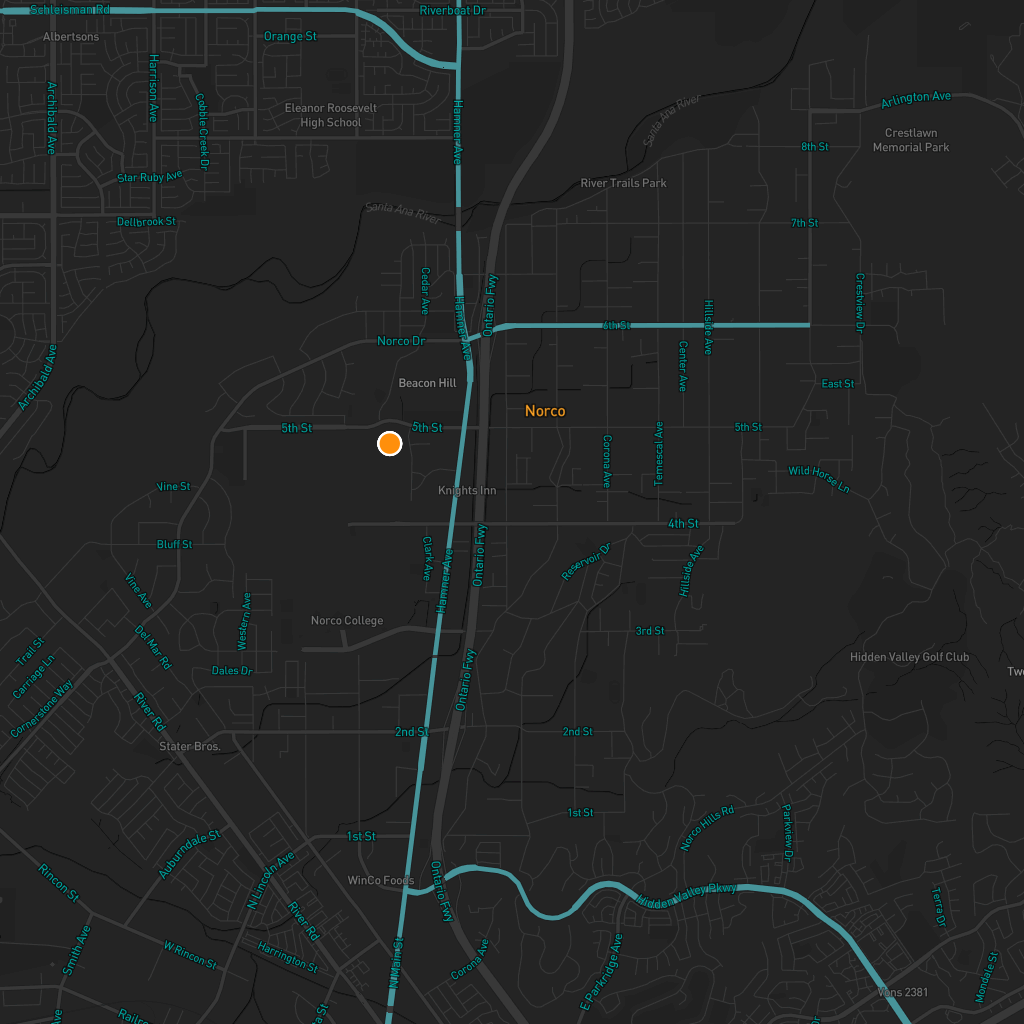 Schleisman Rd
Riverboat Dr
Albertsons
Orange St
Archibald Ave
Harrison Ave
Cobble Creek Dr
Eleanor Roosevelt
High School
Hamner Ave
Santa Ana River
Arlington Ave
Crestlawn
Memorial Park
8th St
Star Ruby Ave
River Trails Park
Dellbrook St
Santa Ana River
7th St
Cedar Ave
Hamner Ave
Ontario Fwy
6th St
Hillside Ave
Crestview Dr
Norco Dr
Center Ave
Archibald Ave
Beacon Hill
East St
Norco
5th St
5th St
5th St
Corona Ave
Temescal Ave
Wild Horse Ln
Vine St
Knights Inn
4th St
Bluff St
Clark Ave
Hamner Ave
Ontario Fwy
Reservoir Dr
Hillside Ave
Vine Ave
Western Ave
Norco College
3rd St
Del Mar Rd
Trail St
Carriage Ln
Cornerstone Way
Dales Dr
Hidden Valley Golf Club
Ontario Fwy
River Rd
2nd St
2nd St
Stater Bros.
1st St
1st St
Norco Hills Rd
Parkview Dr
Auburndale St
N Lincoln Ave
WinCo Foods
Ontario Fwy
Hidden Valley Pkwy
Rincon St
River Rd
Terra Dr
Smith Ave
W Rincon St
Harrington St
N Main St
Corona Ave
E Parkridge Ave
Mondale St
Vons 2381